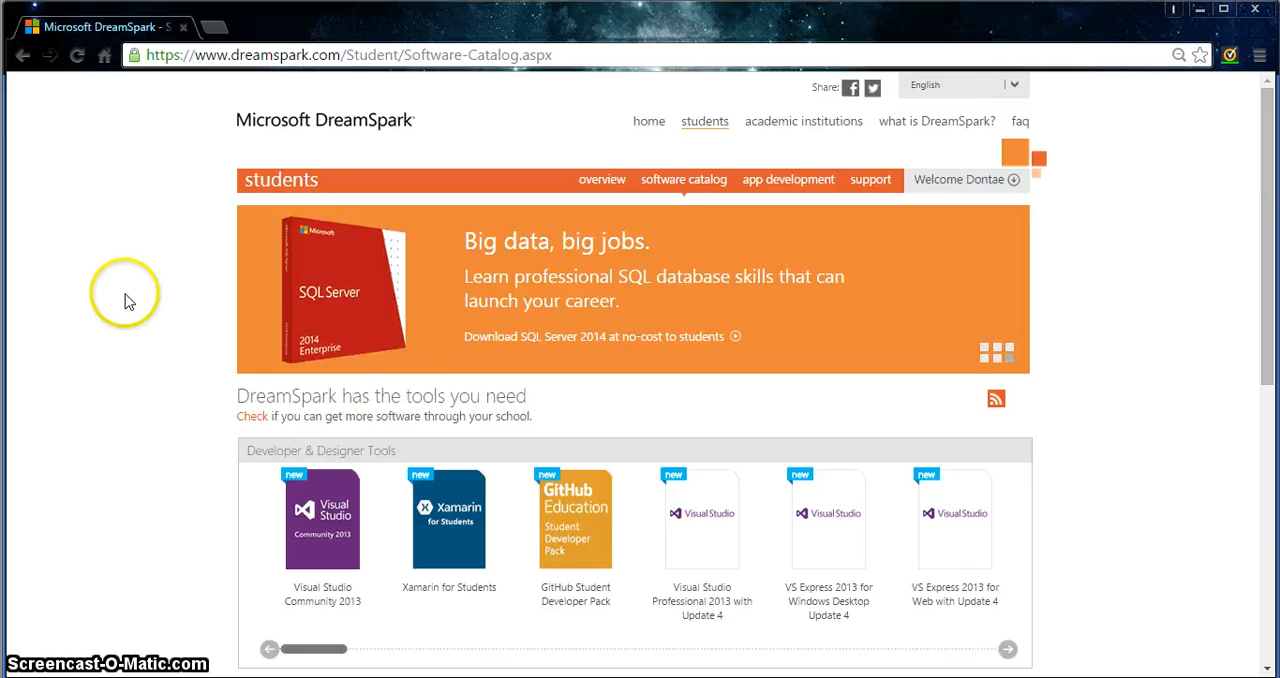 Microsoft DreamSpark - S
https://www.dreamspark.com/Student/Software-Catalog.aspx
Share:
English
Microsoft DreamSpark
home students academic institutions what is DreamSpark? faq
students
overview software catalog app development support
Welcome Dontae
Microsoft
SQL Server
2014
Enterprise
Big data, big jobs.
Learn professional SQL database skills that can
launch your career.
Download SQL Server 2014 at no-cost to students
DreamSpark has the tools you need
Check if you can get more software through your school.
Developer & Designer Tools
new
Visual
Studio
Community 2013
Visual Studio
Community 2013
new
Xamarin
for Students
Xamarin for Students
new
GitHub
Education
Student
Developer
Pack
GitHub Student
Developer Pack
new
Visual Studio
Visual Studio
Professional 2013 with
Update 4
new
Visual Studio
VS Express 2013 for
Windows Desktop
Update 4
new
Visual Studio
VS Express 2013 for
Web with Update 4
Screencast-O-Matic.com